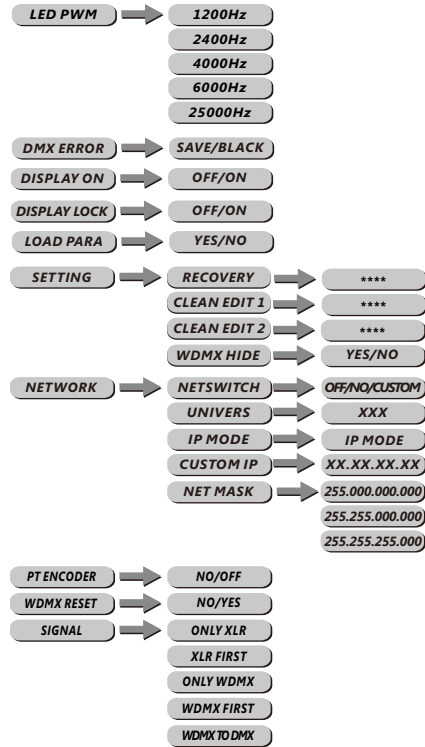 LED PWM 1200Hz
2400Hz
4000Hz
6000Hz
25000Hz
DMX ERROR SAVE/BLACK
DISPLAY ON OFF/ON
DISPLAY LOCK OFF/ON
LOAD PARA YES/NO
SETTING RECOVERY ****
CLEAN EDIT 1 ****
CLEAN EDIT 2 ****
WDMX HIDE YES/NO
NETWORK NETSWITCH OFF/NO/CUSTOM
UNIVERS XXX
IP MODE IP MODE
CUSTOM IP XX.XX.XX.XX
NET MASK 255.000.000.000
255.255.000.000
255.255.255.000
PT ENCODER NO/OFF
WDMX RESET NO/YES
SIGNAL ONLY XLR
XLR FIRST
ONLY WDMX
WDMX FIRST
WDMX TO DMX